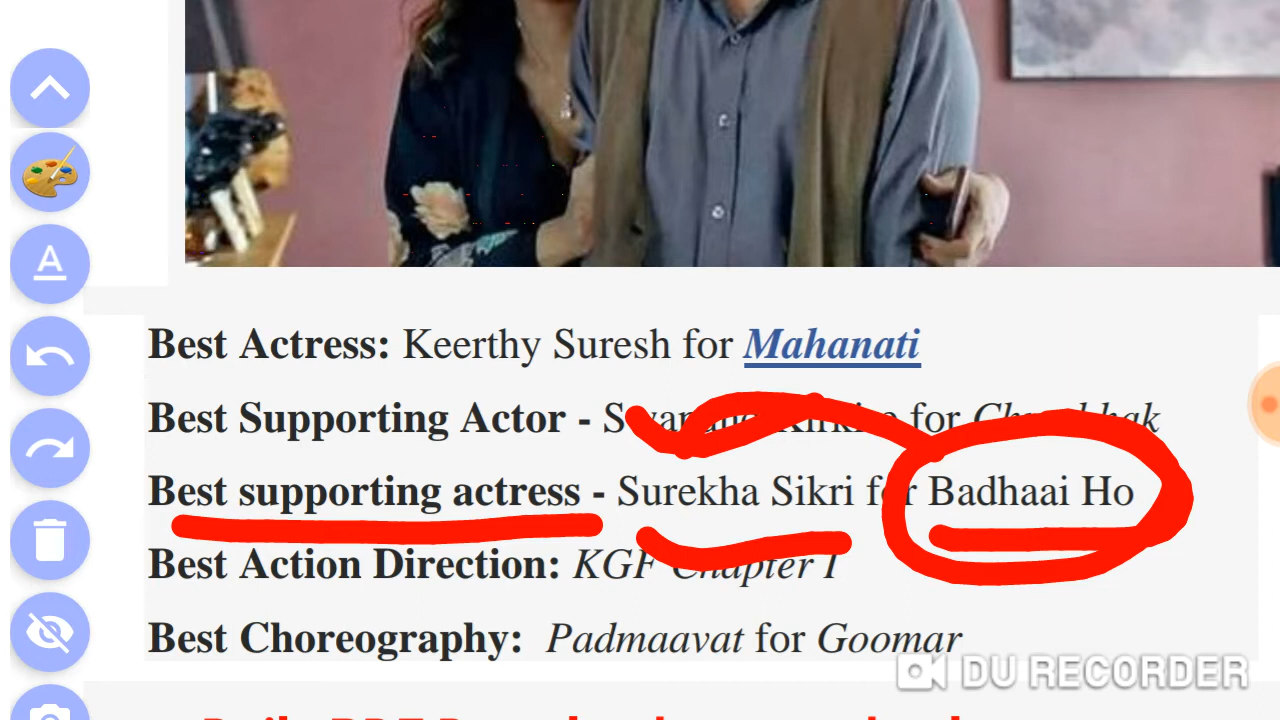 Best Actress: Keerthy Suresh for Mahanati
Best Supporting Actor - for
Best supporting actress - Surekha Sikri for Badhaai Ho
Best Action Direction: KGF Chapter I
Best Choreography: Padmaavat for Goomar
DU RECORDER